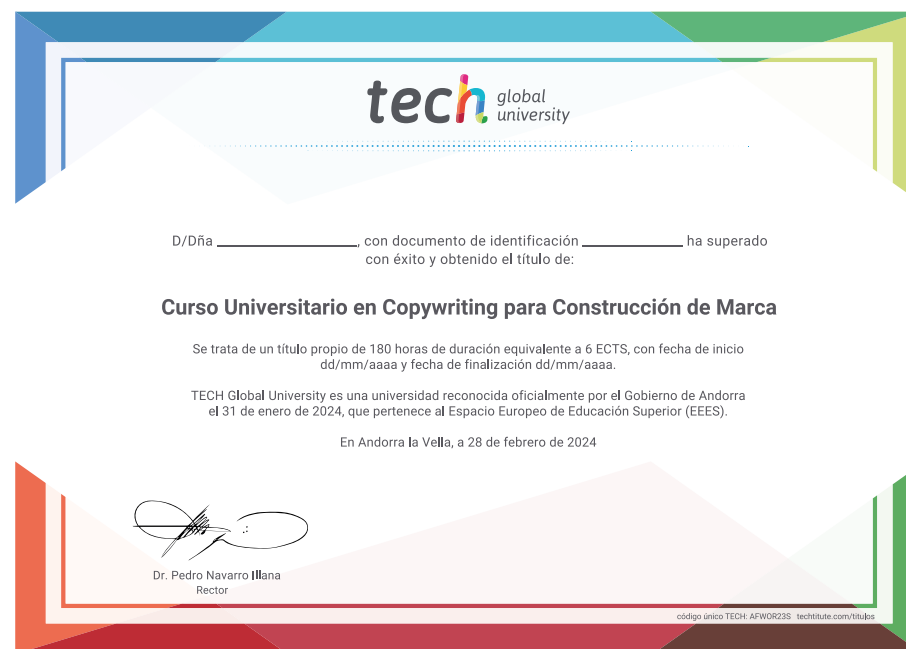 tech global university
D/Dña ______________, con documento de identificación __________ ha superado
con éxito y obtenido el título de:
Curso Universitario en Copywriting para Construcción de Marca
Se trata de un título propio de 180 horas de duración equivalente a 6 ECTS, con fecha de inicio
dd/mm/aaaa y fecha de finalización dd/mm/aaaa.
TECH Global University es una universidad reconocida oficialmente por el Gobierno de Andorra
el 31 de enero de 2024, que pertenece al Espacio Europeo de Educación Superior (EEES).
En Andorra la Vella, a 28 de febrero de 2024
Dr. Pedro Navarro Illana
Rector
código único TECH: AFWOR23S techtitute.com/titulos